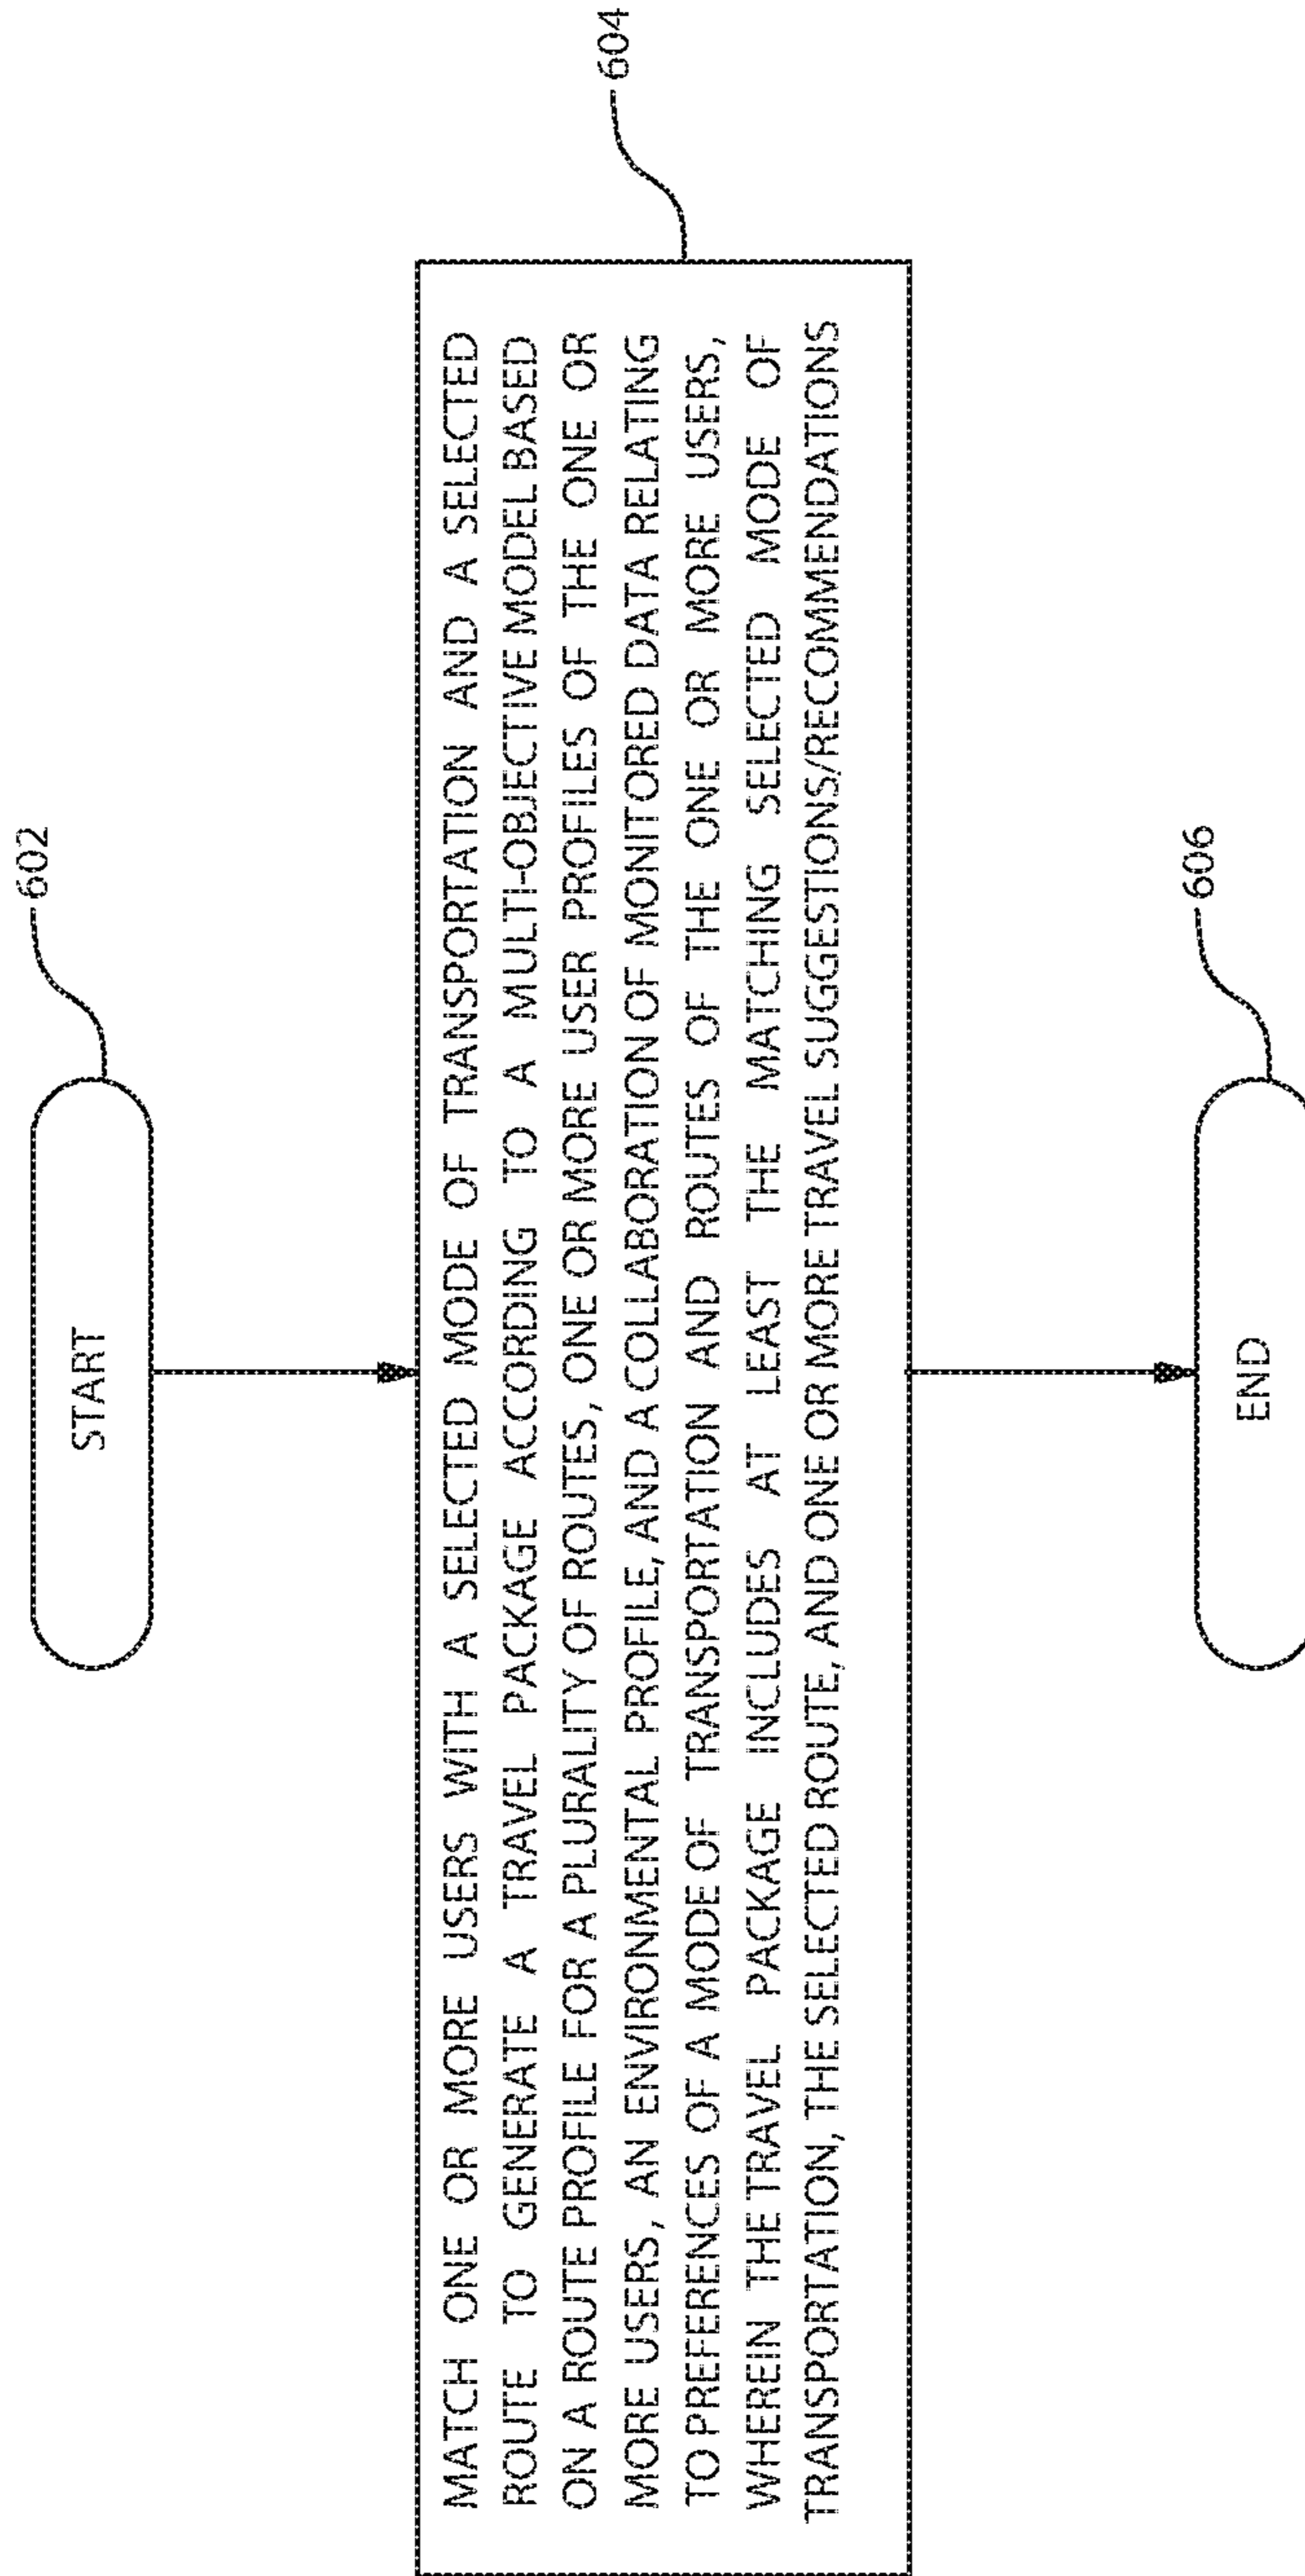 602
START
MATCH ONE OR MORE USERS WITH A SELECTED MODE OF TRANSPORTATION AND A SELECTED
ROUTE TO GENERATE A TRAVEL PACKAGE ACCORDING TO A MULTI-OBJECTIVE MODEL BASED
ON A ROUTE PROFILE FOR A PLURALITY OF ROUTES, ONE OR MORE USER PROFILES OF THE ONE OR
MORE USERS, AN ENVIRONMENTAL PROFILE, AND A COLLABORATION OF MONITORED DATA RELATING
TO PREFERENCES OF A MODE OF TRANSPORTATION AND ROUTES OF THE ONE OR MORE USERS,
WHEREIN THE TRAVEL PACKAGE INCLUDES AT LEAST THE MATCHING SELECTED MODE OF
TRANSPORTATION, THE SELECTED ROUTE, AND ONE OR MORE TRAVEL SUGGESTIONS/RECOMMENDATIONS
604
606
END